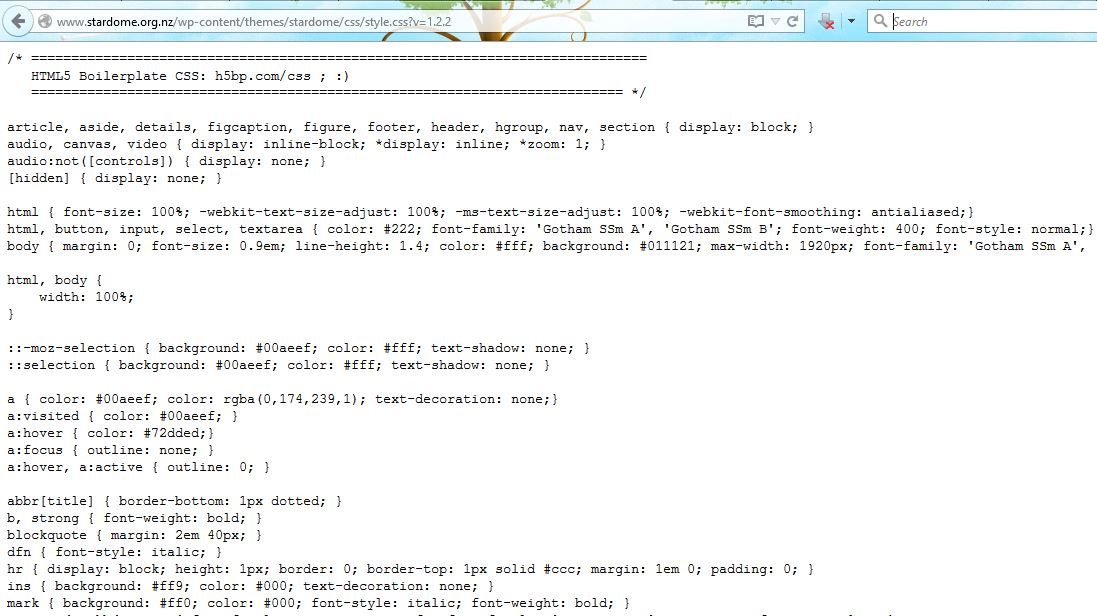 www.stardome.org.nz/wp-content/themes/stardome/css/style.css?v=1.2.2
Search
/* =============================================================================
   HTML5 Boilerplate CSS: h5bp.com/css ; :)
   ========================================================================== */

article, aside, details, figcaption, figure, footer, header, hgroup, nav, section { display: block; }
audio, canvas, video { display: inline-block; *display: inline; *zoom: 1; }
audio:not([controls]) { display: none; }
[hidden] { display: none; }

html { font-size: 100%; -webkit-text-size-adjust: 100%; -ms-text-size-adjust: 100%; -webkit-font-smoothing: antialiased;}
html, button, input, select, textarea { color: #222; font-family: 'Gotham SSm A', 'Gotham SSm B'; font-weight: 400; font-style: normal;}
body { margin: 0; font-size: 0.9em; line-height: 1.4; color: #fff; background: #011121; max-width: 1920px; font-family: 'Gotham SSm A',

html, body {
    width: 100%;
}

::-moz-selection { background: #00aeef; color: #fff; text-shadow: none; }
::selection { background: #00aeef; color: #fff; text-shadow: none; }

a { color: #00aeef; color: rgba(0,174,239,1); text-decoration: none;}
a:visited { color: #00aeef; }
a:hover { color: #72dded;}
a:focus { outline: none; }
a:hover, a:active { outline: 0; }

abbr[title] { border-bottom: 1px dotted; }
b, strong { font-weight: bold; }
blockquote { margin: 2em 40px; }
dfn { font-style: italic; }
hr { display: block; height: 1px; border: 0; border-top: 1px solid #ccc; margin: 1em 0; padding: 0; }
ins { background: #ff9; color: #000; text-decoration: none; }
mark { background: #ff0; color: #000; font-style: italic; font-weight: bold; }